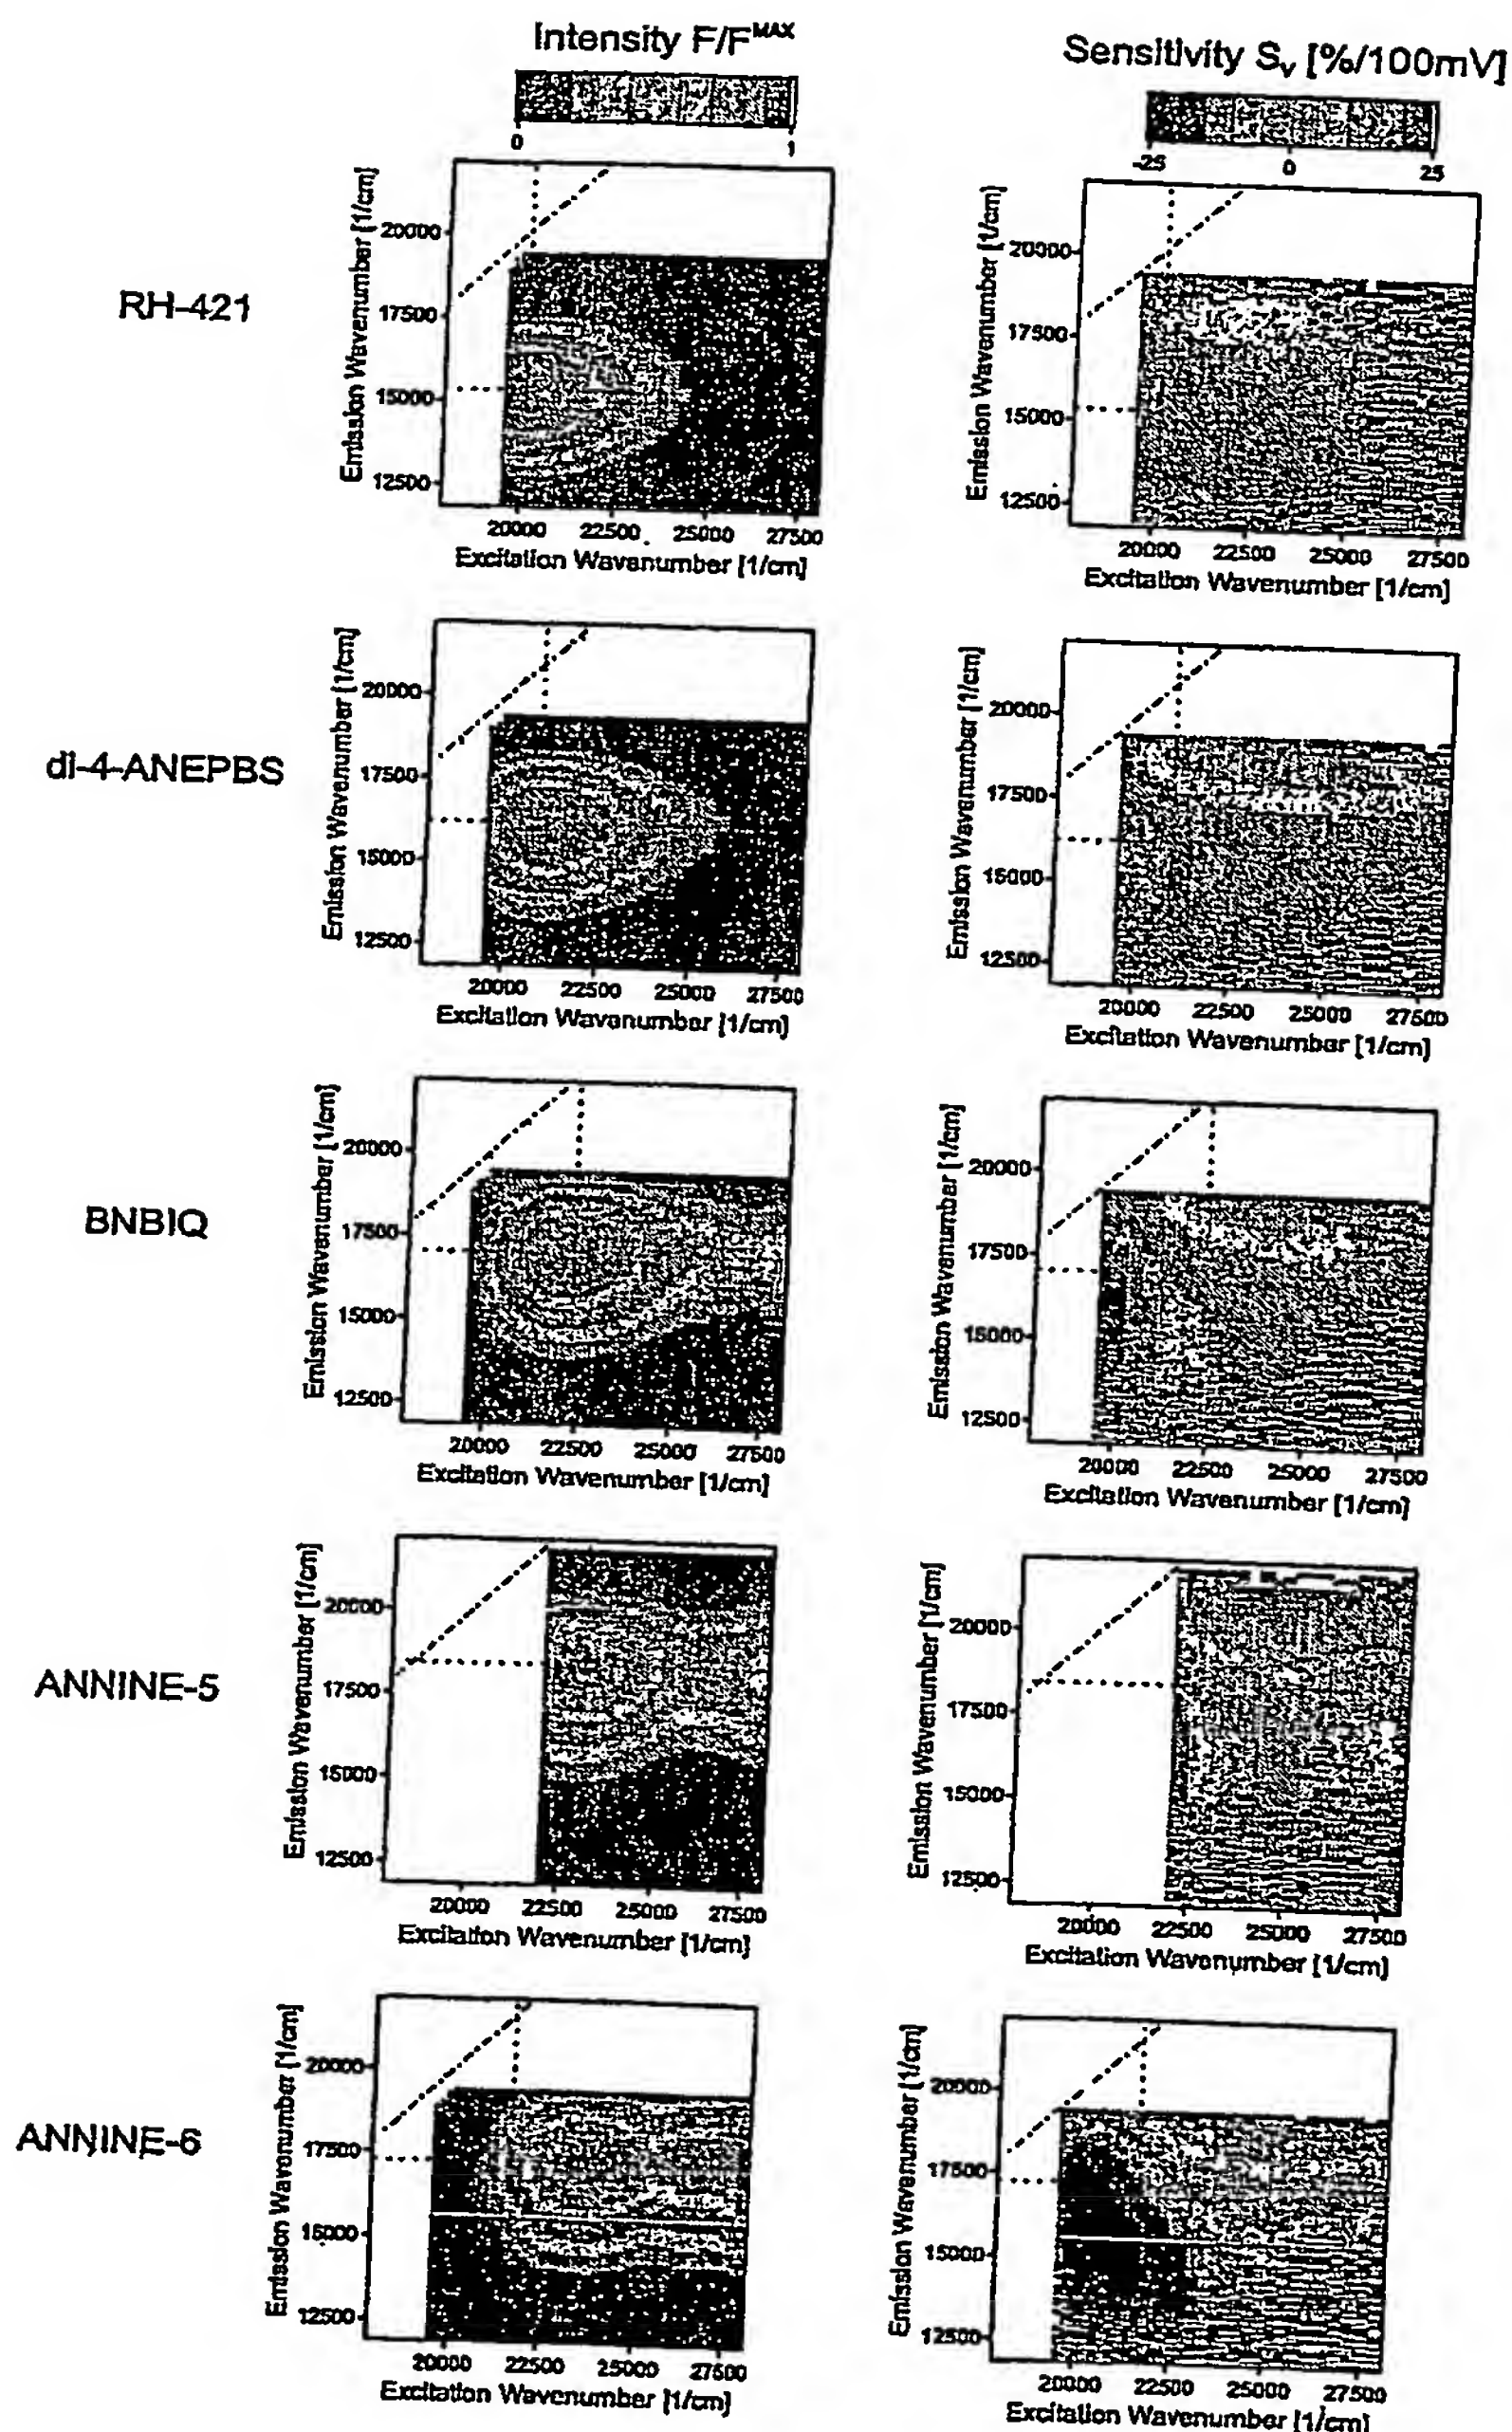 Intensity F/F^MAX
0 1
Sensitivity S_v [%/100mV]
-25 0 25
RH-421
Emission Wavenumber [1/cm]
20000
17500
15000
12500
20000 22500 25000 27500
Excitation Wavenumber [1/cm]
Emission Wavenumber [1/cm]
20000
17500
15000
12500
20000 22500 25000 27500
Excitation Wavenumber [1/cm]
di-4-ANEPBS
Emission Wavenumber [1/cm]
20000
17500
15000
12500
20000 22500 25000 27500
Excitation Wavenumber [1/cm]
Emission Wavenumber [1/cm]
20000
17500
15000
12500
20000 22500 25000 27500
Excitation Wavenumber [1/cm]
BNBIQ
Emission Wavenumber [1/cm]
20000
17500
15000
12500
20000 22500 25000 27500
Excitation Wavenumber [1/cm]
Emission Wavenumber [1/cm]
20000
17500
15000
12500
20000 22500 25000 27500
Excitation Wavenumber [1/cm]
ANNINE-5
Emission Wavenumber [1/cm]
20000
17500
15000
12500
20000 22500 25000 27500
Excitation Wavenumber [1/cm]
Emission Wavenumber [1/cm]
20000
17500
15000
12500
20000 22500 25000 27500
Excitation Wavenumber [1/cm]
ANNINE-6
Emission Wavenumber [1/cm]
20000
17500
15000
12500
20000 22500 25000 27500
Excitation Wavenumber [1/cm]
Emission Wavenumber [1/cm]
20000
17500
15000
12500
20000 22500 25000 27500
Excitation Wavenumber [1/cm]